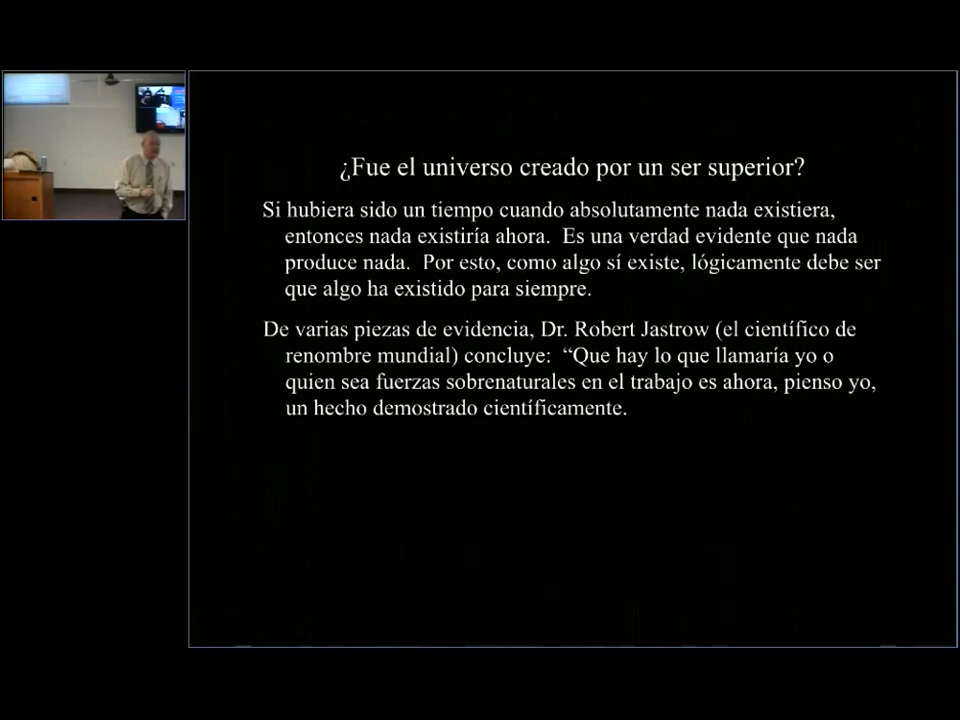 ¿Fue el universo creado por un ser superior?
Si hubiera sido un tiempo cuando absolutamente nada existiera,
entonces nada existiría ahora. Es una verdad evidente que nada
produce nada. Por esto, como algo sí existe, lógicamente debe ser
que algo ha existido para siempre.
De varias piezas de evidencia, Dr. Robert Jastrow (el científico de
renombre mundial) concluye: “Que hay lo que llamaría yo o
quien sea fuerzas sobrenaturales en el trabajo es ahora, pienso yo,
un hecho demostrado científicamente.